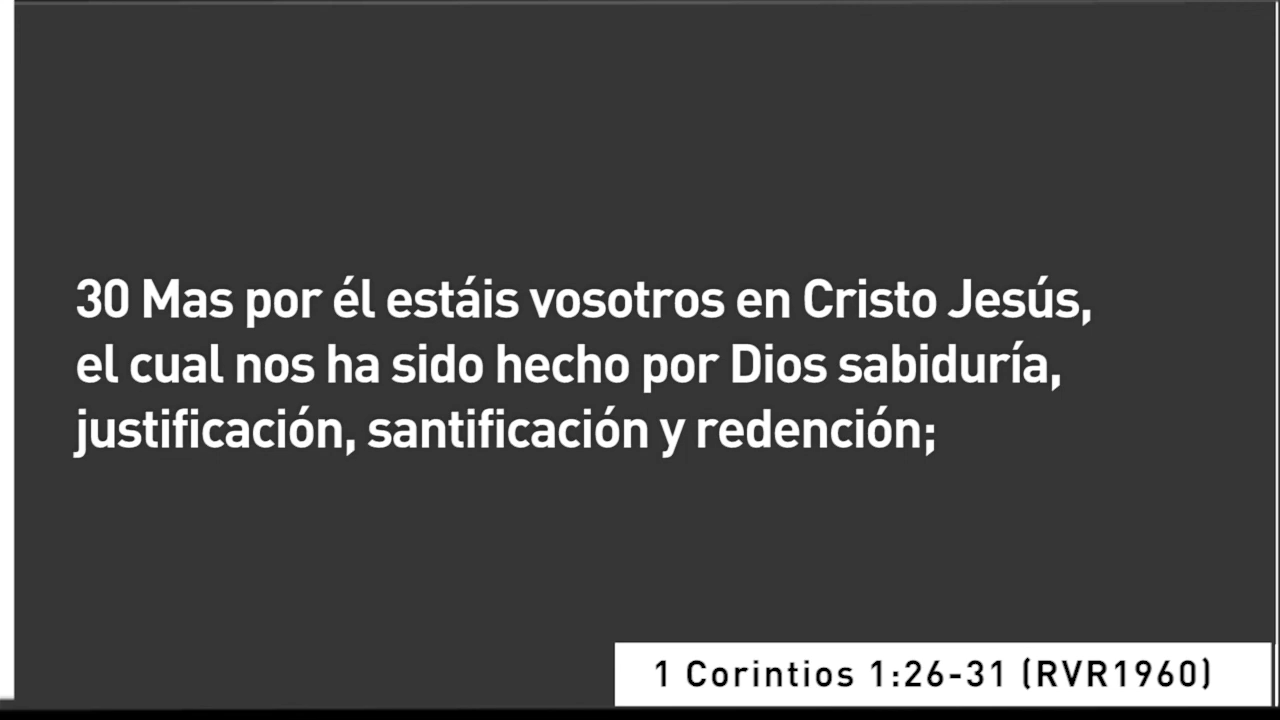 30 Mas por él estáis vosotros en Cristo Jesús,
el cual nos ha sido hecho por Dios sabiduría,
justificación, santificación y redención;
1 Corintios 1:26-31 (RVR1960)